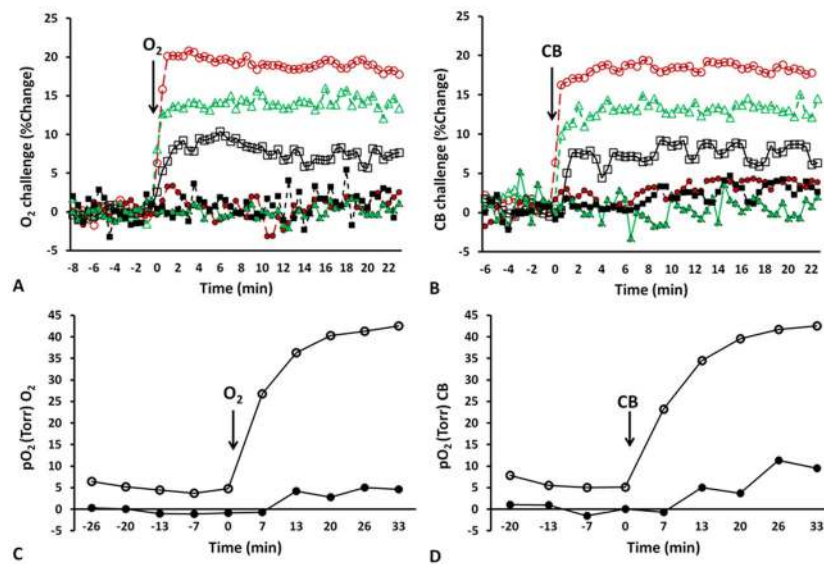 25
20
15
10
5
0
-5
O₂ challenge (%Change)
O₂
-8 -6 -4 -2 0 2 4 6 8 10 12 14 16 18 20 22
Time (min)
A
25
20
15
10
5
0
-5
CB challenge (%Change)
CB
-6 -4 -2 0 2 4 6 8 10 12 14 16 18 20 22
Time (min)
B
45
40
35
30
25
20
15
10
5
0
-5
pO₂ (Torr) O₂
O₂
-26 -20 -13 -7 0 7 13 20 26 33
Time (min)
C
45
40
35
30
25
20
15
10
5
0
-5
pO₂ (Torr) CB
CB
-20 -13 -7 0 7 13 20 26 33
Time (min)
D